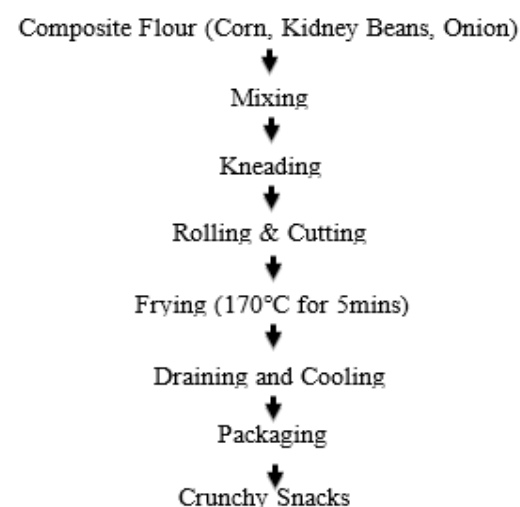 Composite Flour (Corn, Kidney Beans, Onion)
Mixing
Kneading
Rolling & Cutting
Frying (170°C for 5mins)
Draining and Cooling
Packaging
Crunchy Snacks